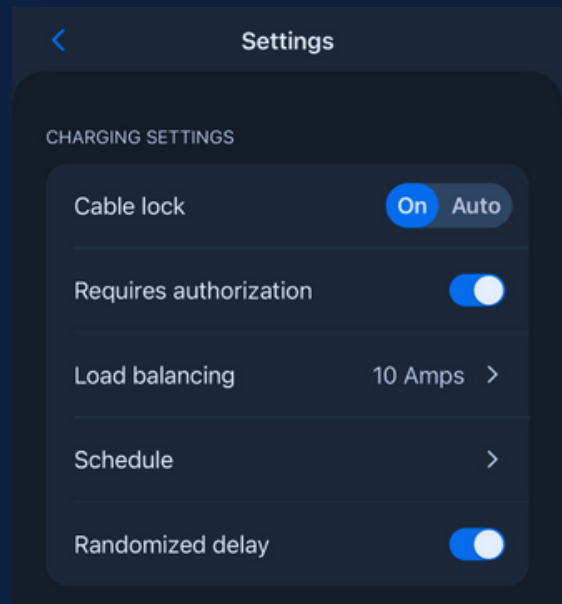 Settings
CHARGING SETTINGS
Cable lock On Auto
Requires authorization
Load balancing 10 Amps
Schedule
Randomized delay